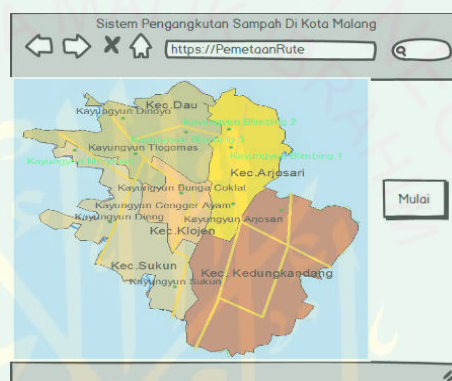 Sistem Pengangkutan Sampah Di Kota Malang
https://PemetaanRute
Kec.Dau
Kayungyun Dinoyo
Kayungyun Blimbing 2
Kayungyun Tlogomas
Kayungyun Blimbing 1
Kec.Arjosari
Mulai
Kayungyun Bunga Coklat
Kayungyun Cengger Ayam
Kayungyun Dieng
Kayungyun Arjosari
Kec.Klojen
Kec.Sukun
Kec. Kedungkandang
Kayungyun Sukun